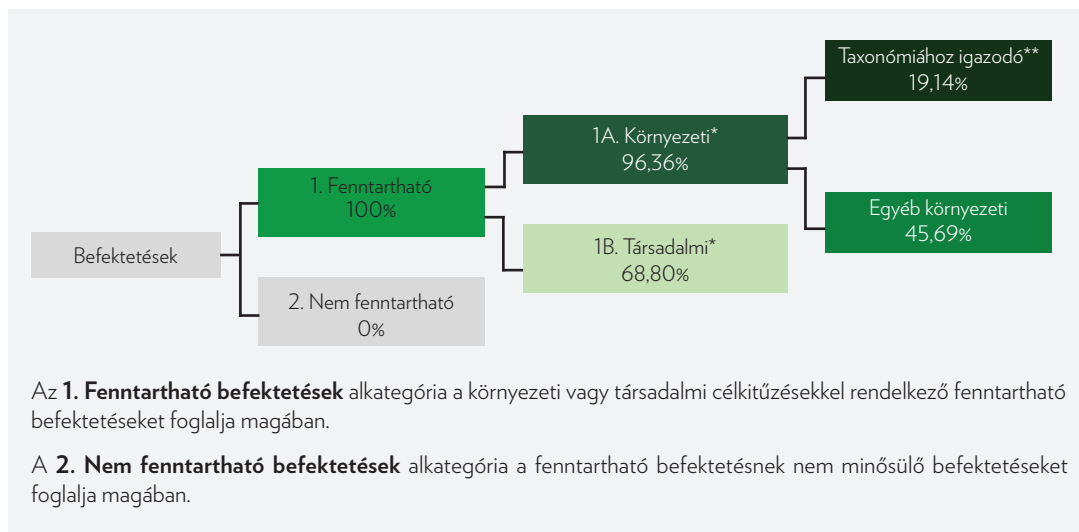 Taxonómiához igazodó**
19,14%
1A. Környezeti*
96,36%
1. Fenntartható
100%
Egyéb környezeti
45,69%
Befektetések
1B. Társadalmi*
68,80%
2. Nem fenntartható
0%
Az 1. Fenntartható befektetések alkategória a környezeti vagy társadalmi célkitűzésekkel rendelkező fenntartható
befektetéseket foglalja magában.
A 2. Nem fenntartható befektetések alkategória a fenntartható befektetésnek nem minősülő befektetéseket
foglalja magában.